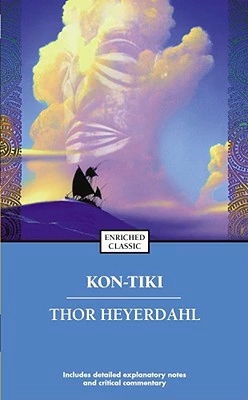 ENRICHED
CLASSIC
KON-TIKI
THOR HEYERDAHL
Includes detailed explanatory notes
and critical commentary